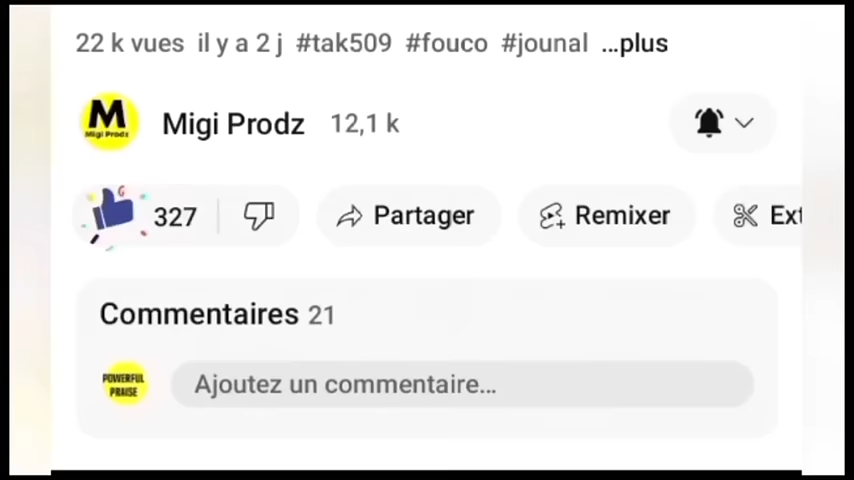 22 k vues il y a 2 j #tak509 #fouco #jounal ...plus
M
Migi Prodz
Migi Prodz 12,1 k
327
Partager
Remixer
Ext
Commentaires 21
POWERFUL
PRAISE
Ajoutez un commentaire...